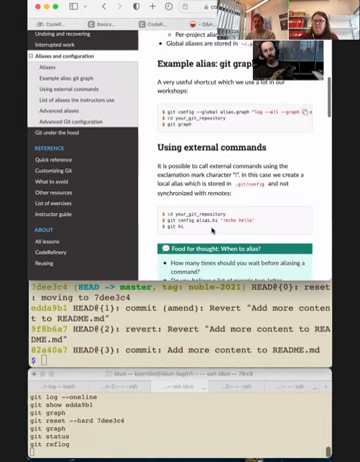 CodeR...
Basics...
CodeR...
Q&A...
Undoing and recovering
Interrupted work
Aliases and configuration
Aliases
Example alias: git graph
Using external commands
List of aliases the instructors use
Advanced aliases
Advanced Git configuration
Git under the hood
REFERENCE
Quick reference
Customizing Git
What to avoid
Other resources
List of exercises
Instructor guide
ABOUT
All lessons
CodeRefinery
Reusing
Per-project
Global aliases are stored in
Example alias: git grap
A very useful shortcut which we use a lot in our
workshops:
$ git config --global alias.graph "log --all --graph
$ cd your_git_repository
$ git graph
Using external commands
It is possible to call external commands using the
exclamation mark character "!". In this case we create a
local alias which is stored in .git/config and not
synchronised with remotes:
$ cd your_git_repository
$ git config alias.hi '!echo hello'
$ git hi
Food for thought: When to alias?
How many times should you wait before aliasing a
command?
7dee3c4 (HEAD -> master, tag: noble-2021) HEAD@{0}: reset
: moving to 7dee3c4
edda9b1 HEAD@{1}: commit (amend): Revert "Add more conten
t to README.md"
9f8b6a7 HEAD@{2}: revert: Revert "Add more content to REA
DME.md"
82a40a7 HEAD@{3}: commit: Add more content to README.md
$
git log --oneline
git show edda9b1
git graph
git reset --hard 7dee3c4
git graph
git status
git reflog